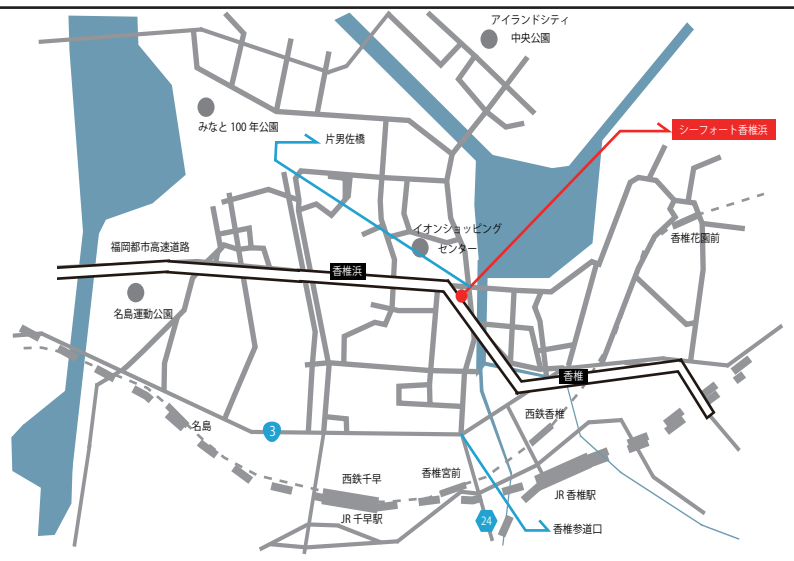 アイランドシティ
中央公園
みなと 100 年公園
片男佐橋
シーフォート香椎浜
イオンショッピング
センター
香椎花園前
福岡都市高速道路
香椎浜
名島運動公園
香椎
名島
3
西鉄香椎
西鉄千早
香椎宮前
JR 香椎駅
JR 千早駅
24
香椎参道口